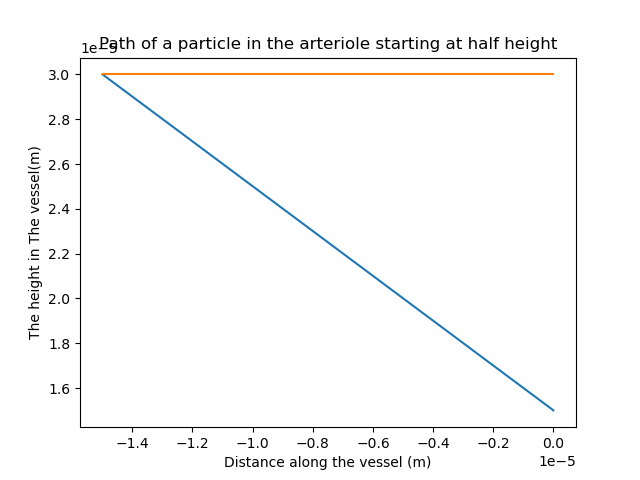 Path of a particle in the arteriole starting at half height
1e−5
3.0
2.8
2.6
2.4
2.2
2.0
1.8
1.6
The height in The vessel(m)
−1.4 −1.2 −1.0 −0.8 −0.6 −0.4 −0.2 0.0
1e−5
Distance along the vessel (m)